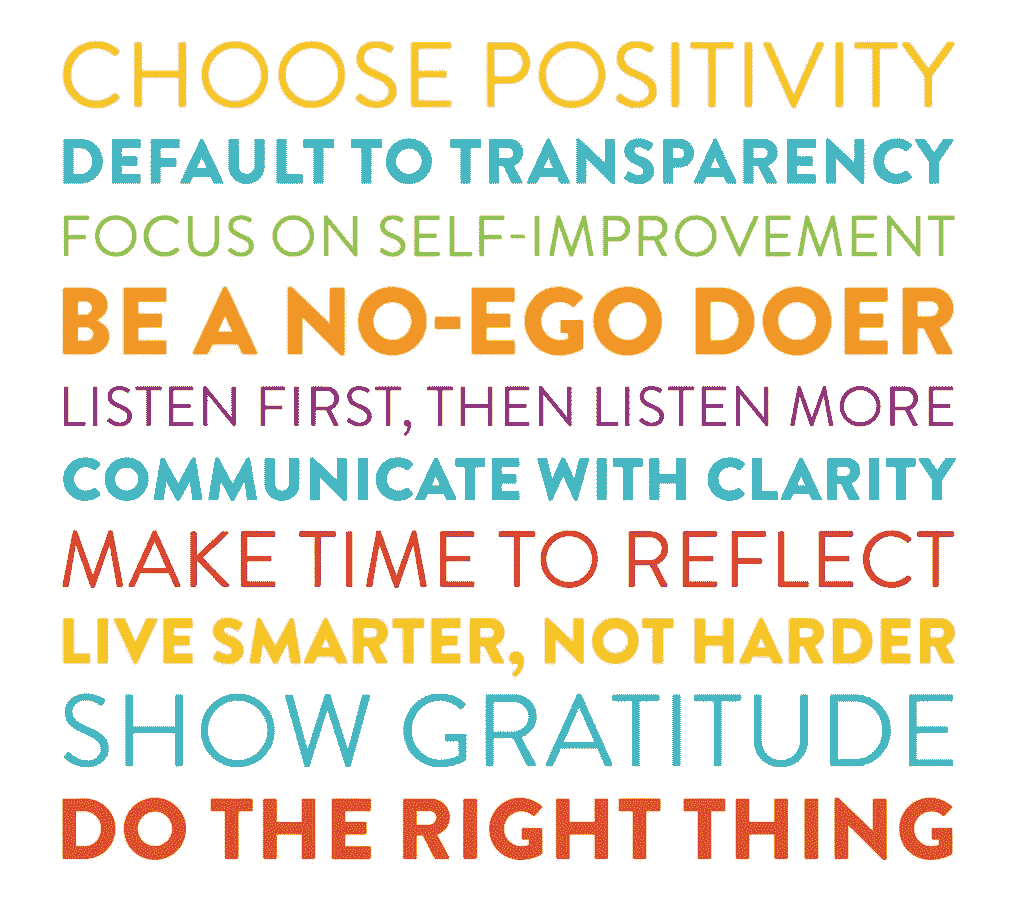 CHOOSE POSITIVITY
DEFAULT TO TRANSPARENCY
FOCUS ON SELF-IMPROVEMENT
BE A NO-EGO DOER
LISTEN FIRST, THEN LISTEN MORE
COMMUNICATE WITH CLARITY
MAKE TIME TO REFLECT
LIVE SMARTER, NOT HARDER
SHOW GRATITUDE
DO THE RIGHT THING